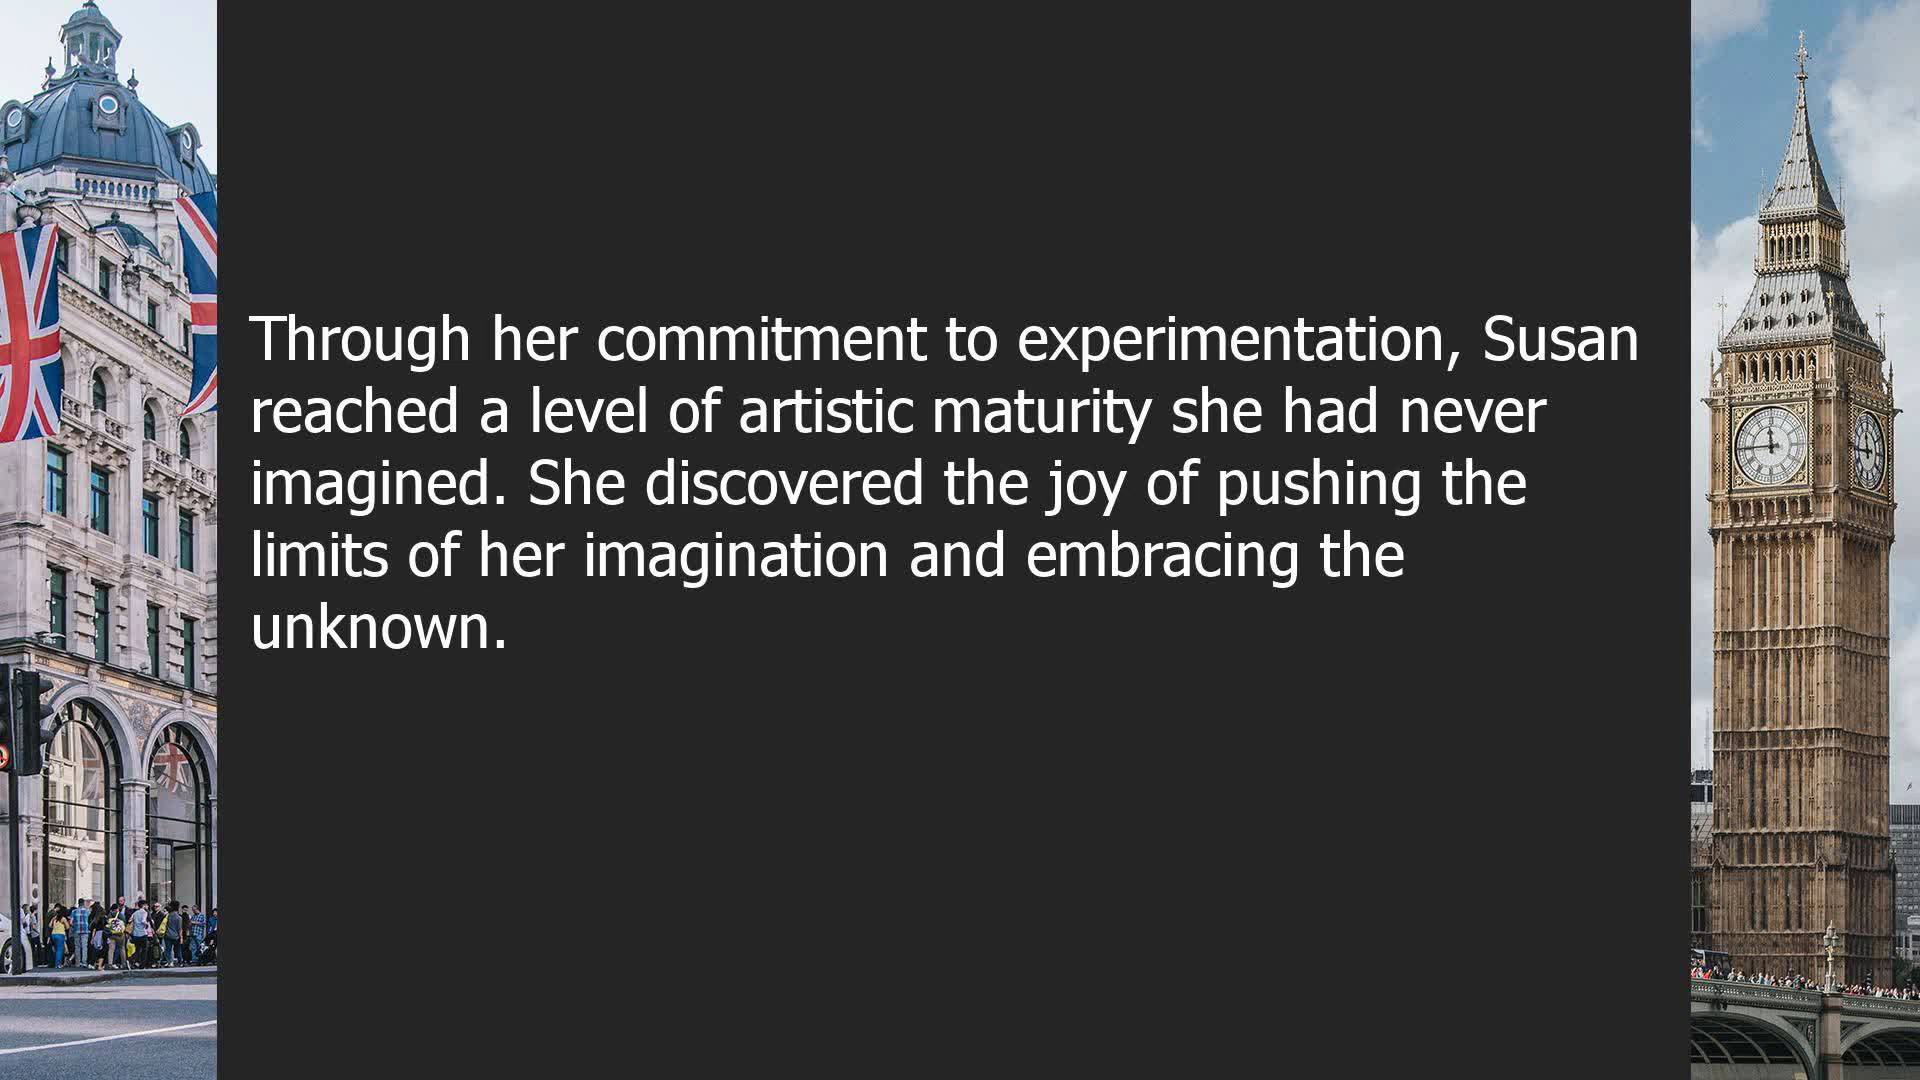 Through her commitment to experimentation, Susan
reached a level of artistic maturity she had never
imagined. She discovered the joy of pushing the
limits of her imagination and embracing the
unknown.